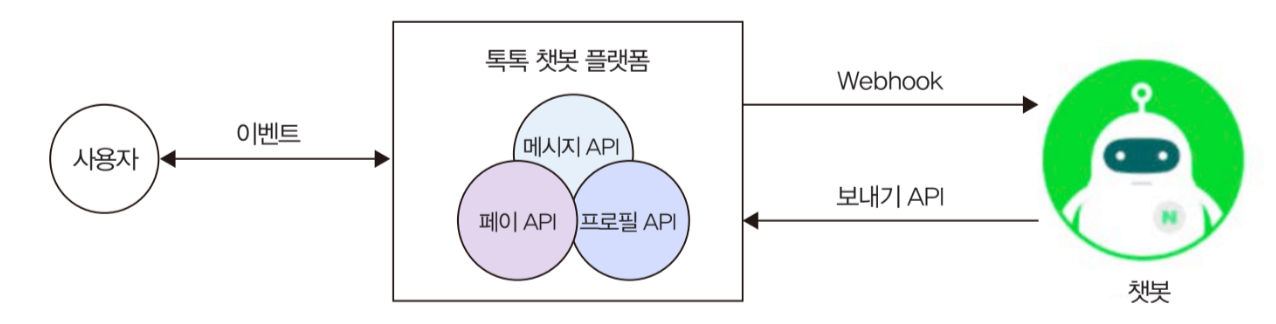 톡톡 챗봇 플랫폼
Webhook
이벤트
메시지 API
사용자
보내기 API
페이 API
프로필 API
N
챗봇